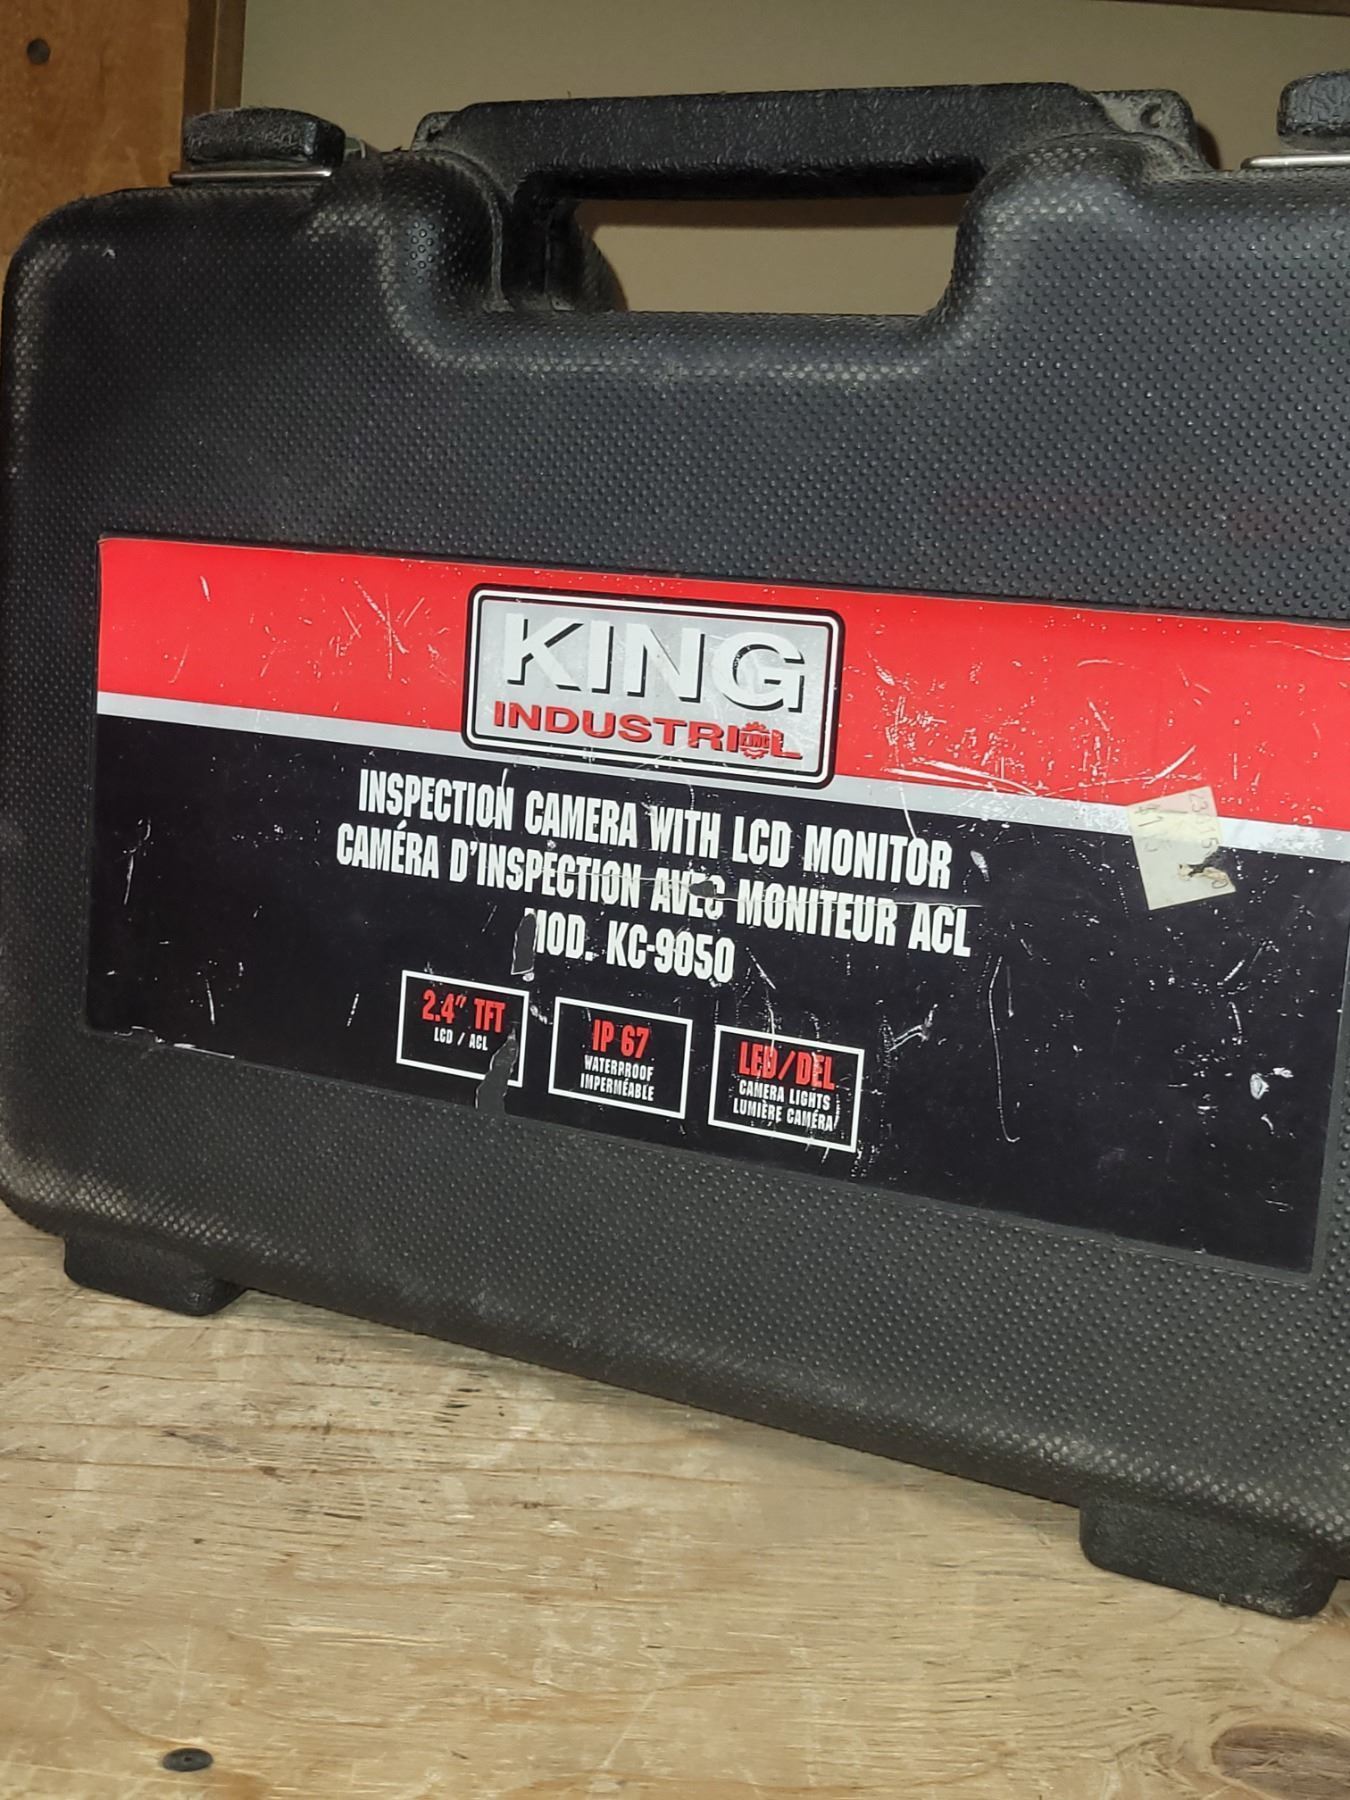 KING
INDUSTRIAL
KING
INSPECTION CAMERA WITH LCD MONITOR
CAMÉRA D'INSPECTION AVEC MONITEUR ACL
MOD. KC-9050
2.4" TFT
LCD / ACL
IP 67
WATERPROOF
IMPERMÉABLE
LED/DEL
CAMERA LIGHTS
LUMIÈRE CAMÉRA